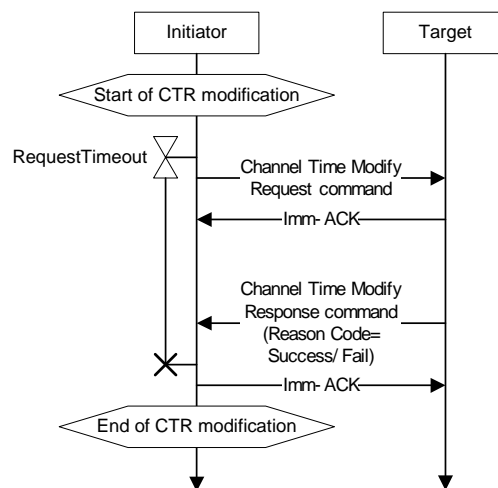 Initiator
Target
Start of CTR modification
RequestTimeout
Channel Time Modify
Request command
Imm- ACK
Channel Time Modify
Response command
(Reason Code=
Success/ Fail)
Imm- ACK
End of CTR modification